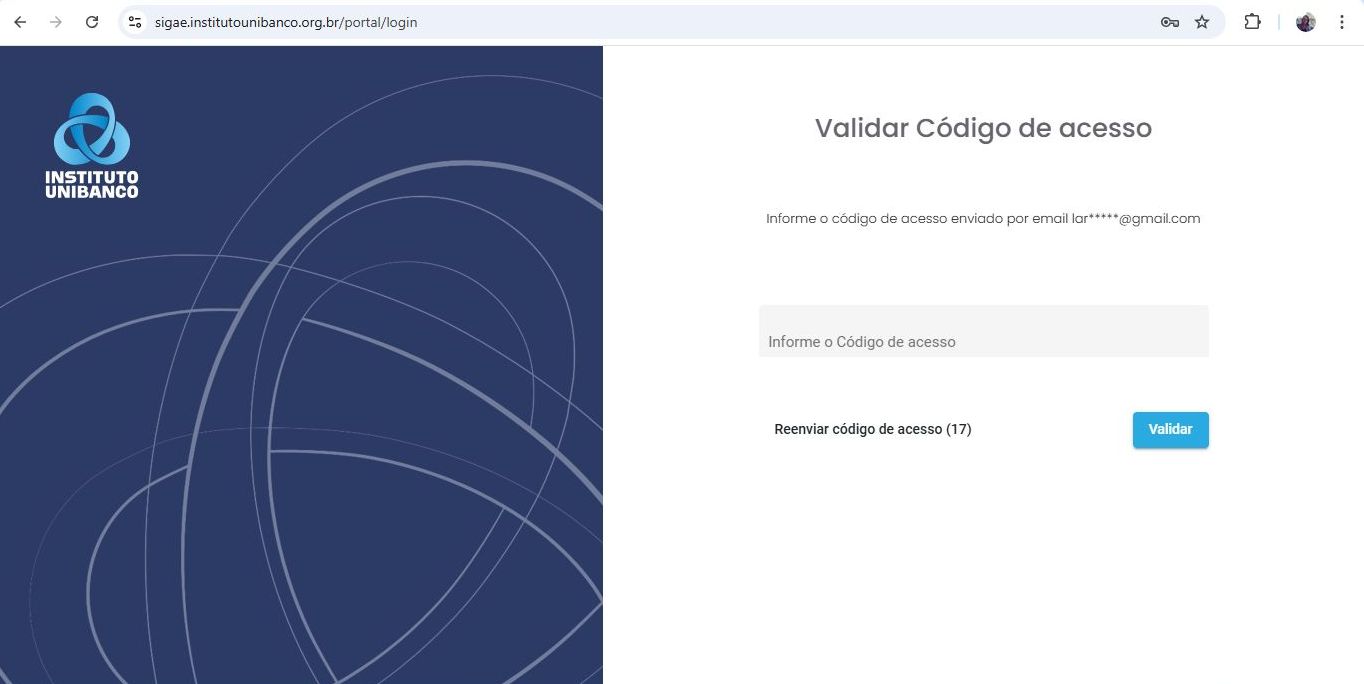 sigae.institutounibanco.org.br/portal/login
INSTITUTO
UNIBANCO
Validar Código de acesso
Informe o código de acesso enviado por email lar*****@gmail.com
Informe o Código de acesso
Reenviar código de acesso (17)
Validar